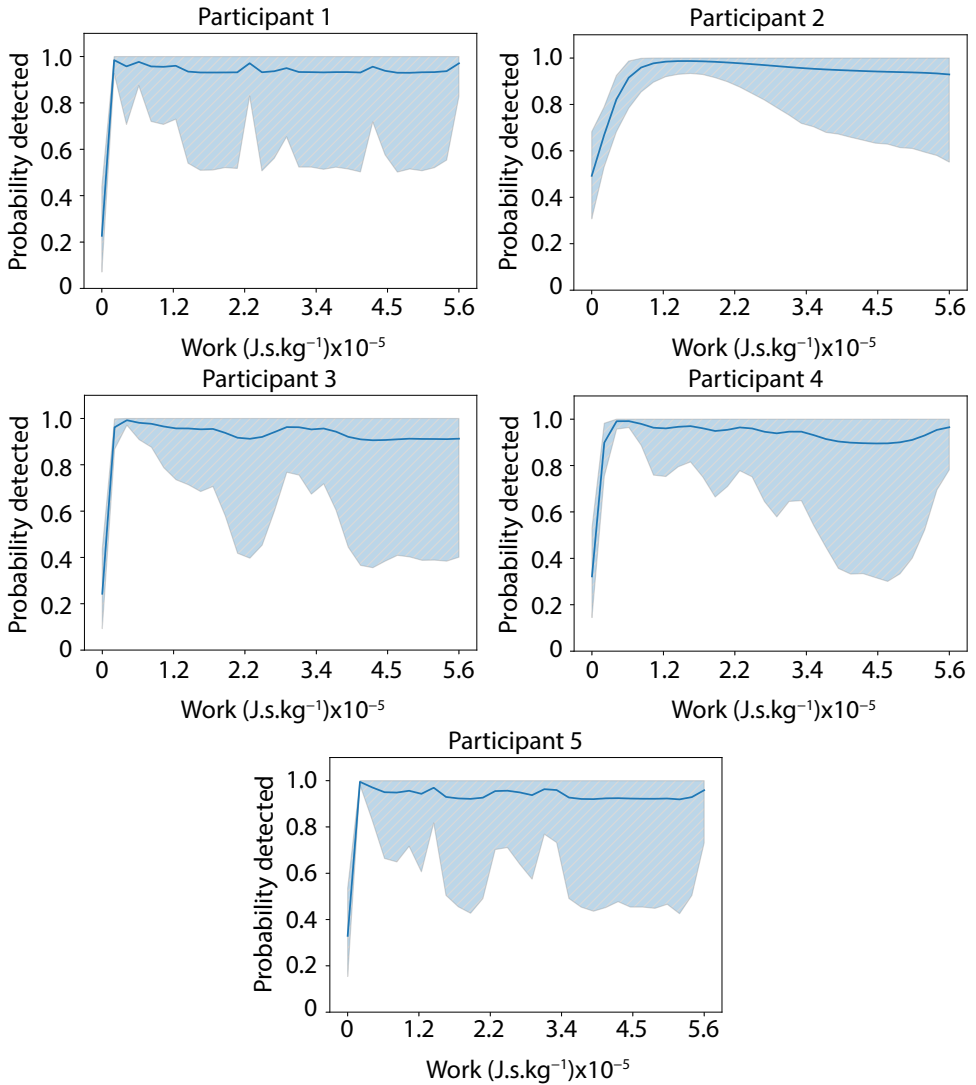 Participant 1
Probability detected
1.0
0.8
0.6
0.4
0.2
0
0 1.2 2.2 3.4 4.5 5.6
Work (J.s.kg⁻¹)x10⁻⁵
Participant 2
Probability detected
1.0
0.8
0.6
0.4
0.2
0
0 1.2 2.2 3.4 4.5 5.6
Work (J.s.kg⁻¹)x10⁻⁵
Participant 3
Probability detected
1.0
0.8
0.6
0.4
0.2
0
0 1.2 2.2 3.4 4.5 5.6
Work (J.s.kg⁻¹)x10⁻⁵
Participant 4
Probability detected
1.0
0.8
0.6
0.4
0.2
0
0 1.2 2.2 3.4 4.5 5.6
Work (J.s.kg⁻¹)x10⁻⁵
Participant 5
Probability detected
1.0
0.8
0.6
0.4
0.2
0
0 1.2 2.2 3.4 4.5 5.6
Work (J.s.kg⁻¹)x10⁻⁵